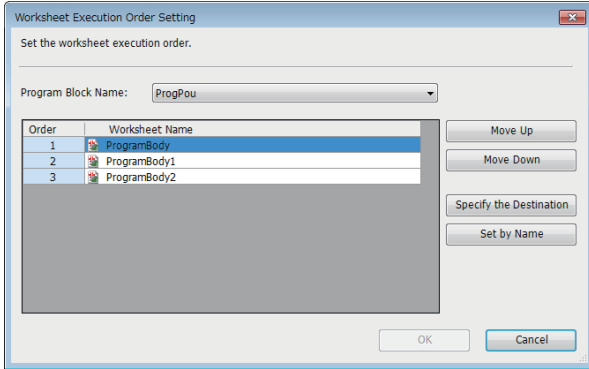 Worksheet Execution Order Setting
Set the worksheet execution order.
Program Block Name: ProgPou
Order Worksheet Name
1 ProgramBody
2 ProgramBody1
3 ProgramBody2
Move Up
Move Down
Specify the Destination
Set by Name
OK Cancel